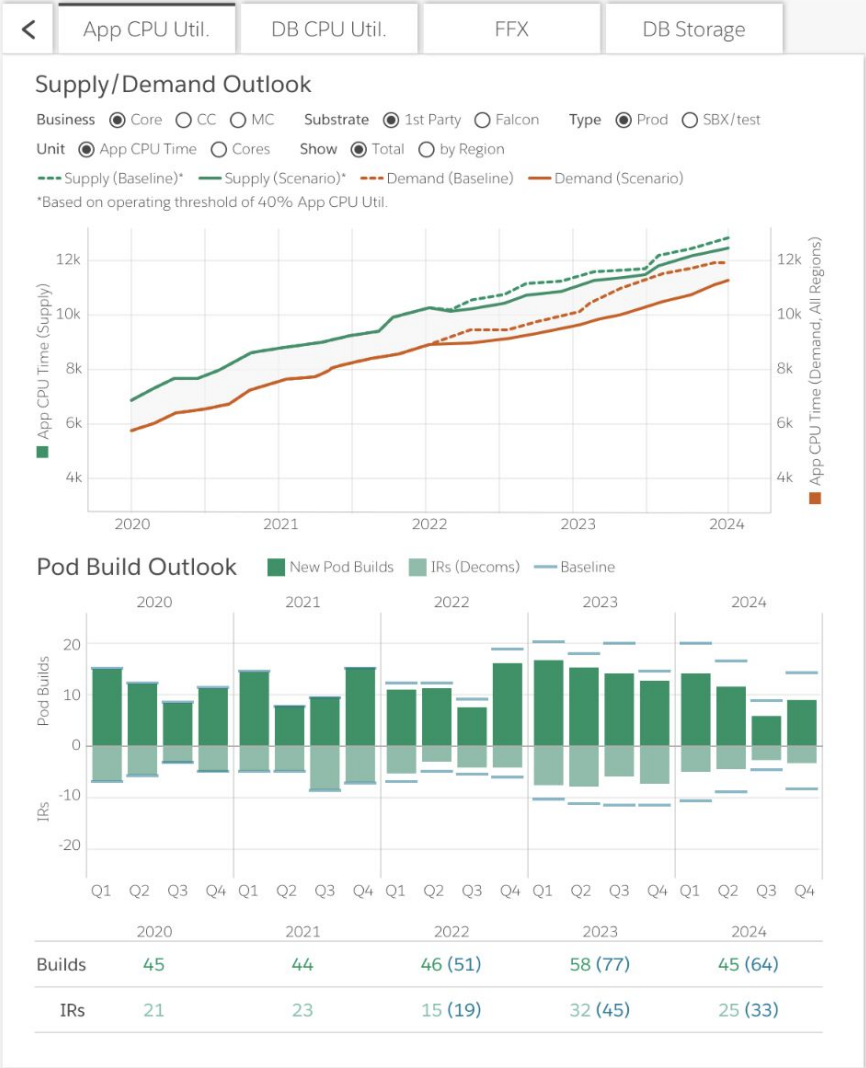 App CPU Util. DB CPU Util. FFX DB Storage
Supply/Demand Outlook
Business Core CC MC Substrate 1st Party Falcon Type Prod SBX/test
Unit App CPU Time Cores Show Total by Region
Supply (Baseline)* Supply (Scenario)* Demand (Baseline) Demand (Scenario)
*Based on operating threshold of 40% App CPU Util.
App CPU Time (Supply)
12k
10k
8k
6k
4k
12k
10k
8k
6k
4k
App CPU Time (Demand, All Regions)
2020 2021 2022 2023 2024
Pod Build Outlook New Pod Builds IRs (Decoms) Baseline
2020 2021 2022 2023 2024
Pod Builds
IRs
20
10
0
-10
-20
Q1 Q2 Q3 Q4 Q1 Q2 Q3 Q4 Q1 Q2 Q3 Q4 Q1 Q2 Q3 Q4 Q1 Q2 Q3 Q4
2020 2021 2022 2023 2024
Builds 45 44 46 (51) 58 (77) 45 (64)
IRs 21 23 15 (19) 32 (45) 25 (33)